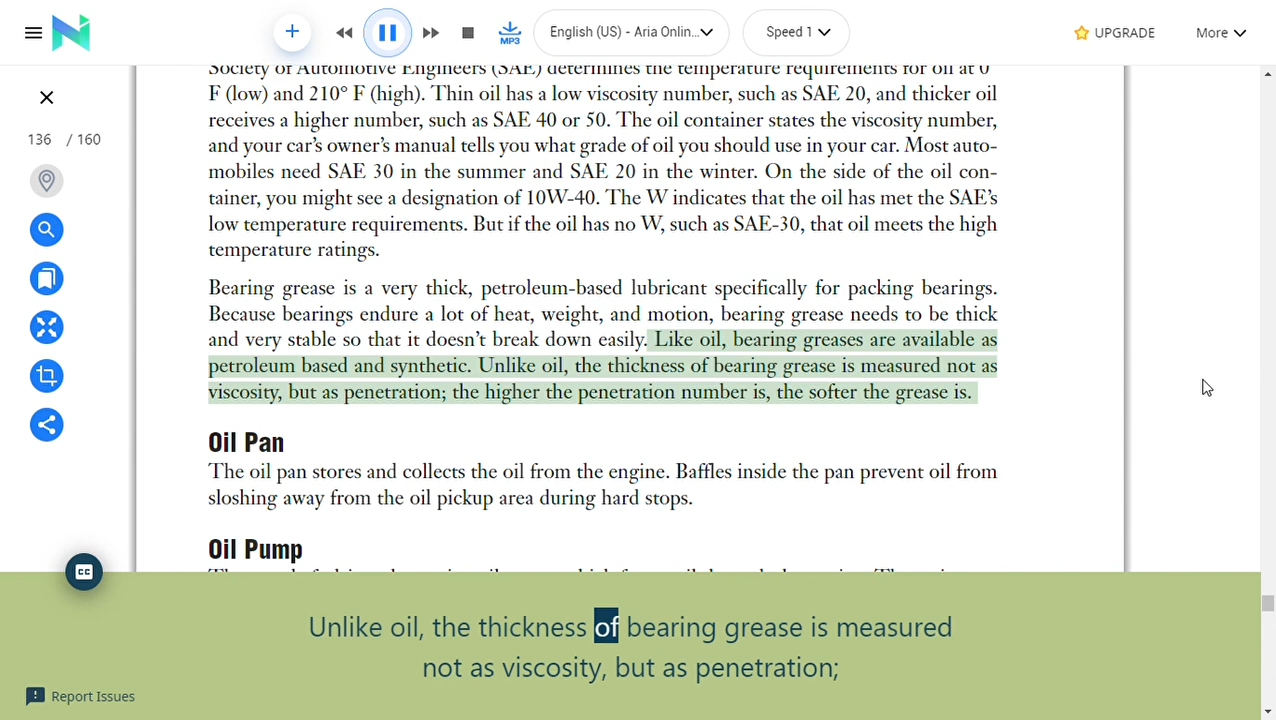 MP3
English (US) - Aria Onlin...
Speed 1
UPGRADE
More
136 / 160
Society of Automotive Engineers (SAE) determines the temperature requirements for oil at 0°
F (low) and 210° F (high). Thin oil has a low viscosity number, such as SAE 20, and thicker oil
receives a higher number, such as SAE 40 or 50. The oil container states the viscosity number,
and your car’s owner’s manual tells you what grade of oil you should use in your car. Most auto-
mobiles need SAE 30 in the summer and SAE 20 in the winter. On the side of the oil con-
tainer, you might see a designation of 10W-40. The W indicates that the oil has met the SAE’s
low temperature requirements. But if the oil has no W, such as SAE-30, that oil meets the high
temperature ratings.
Bearing grease is a very thick, petroleum-based lubricant specifically for packing bearings.
Because bearings endure a lot of heat, weight, and motion, bearing grease needs to be thick
and very stable so that it doesn’t break down easily. Like oil, bearing greases are available as
petroleum based and synthetic. Unlike oil, the thickness of bearing grease is measured not as
viscosity, but as penetration; the higher the penetration number is, the softer the grease is.
Oil Pan
The oil pan stores and collects the oil from the engine. Baffles inside the pan prevent oil from
sloshing away from the oil pickup area during hard stops.
Oil Pump
CC
Unlike oil, the thickness of bearing grease is measured
not as viscosity, but as penetration;
Report Issues